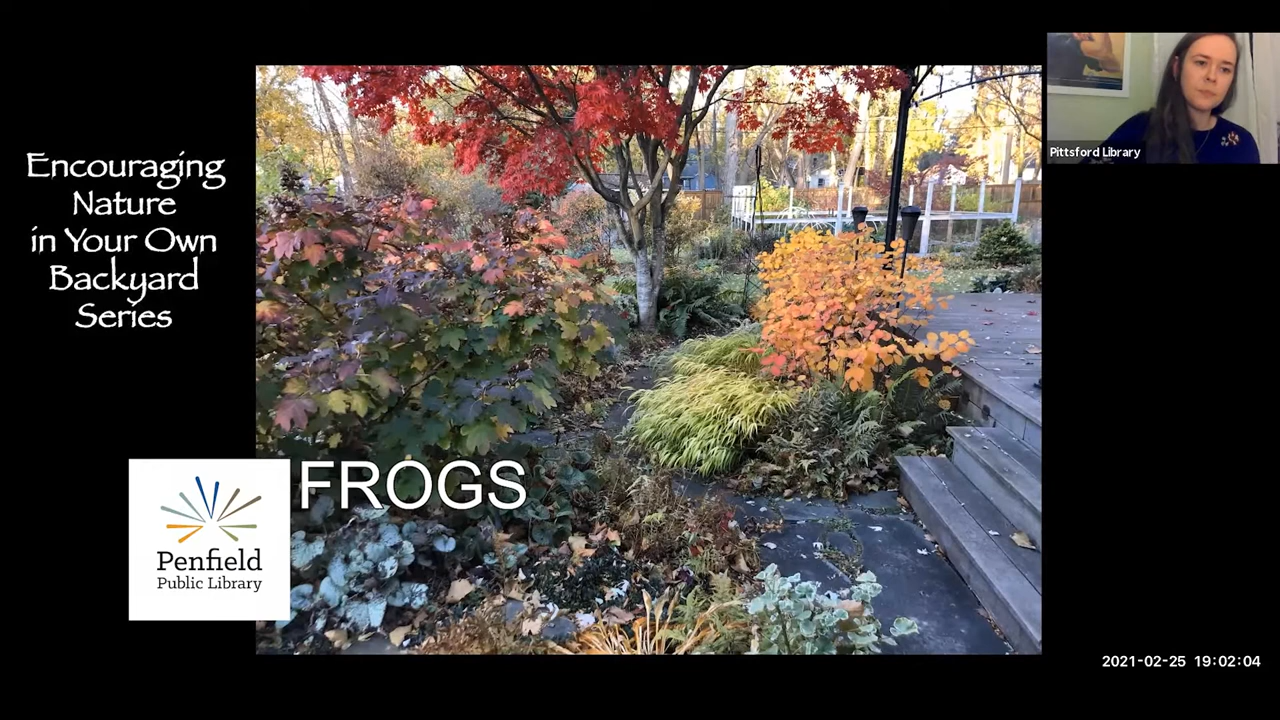 Encouraging
Nature
in Your Own
Backyard
Series
FROGS
Penfield
Public Library
Pittsford Library
2021-02-25 19:02:04